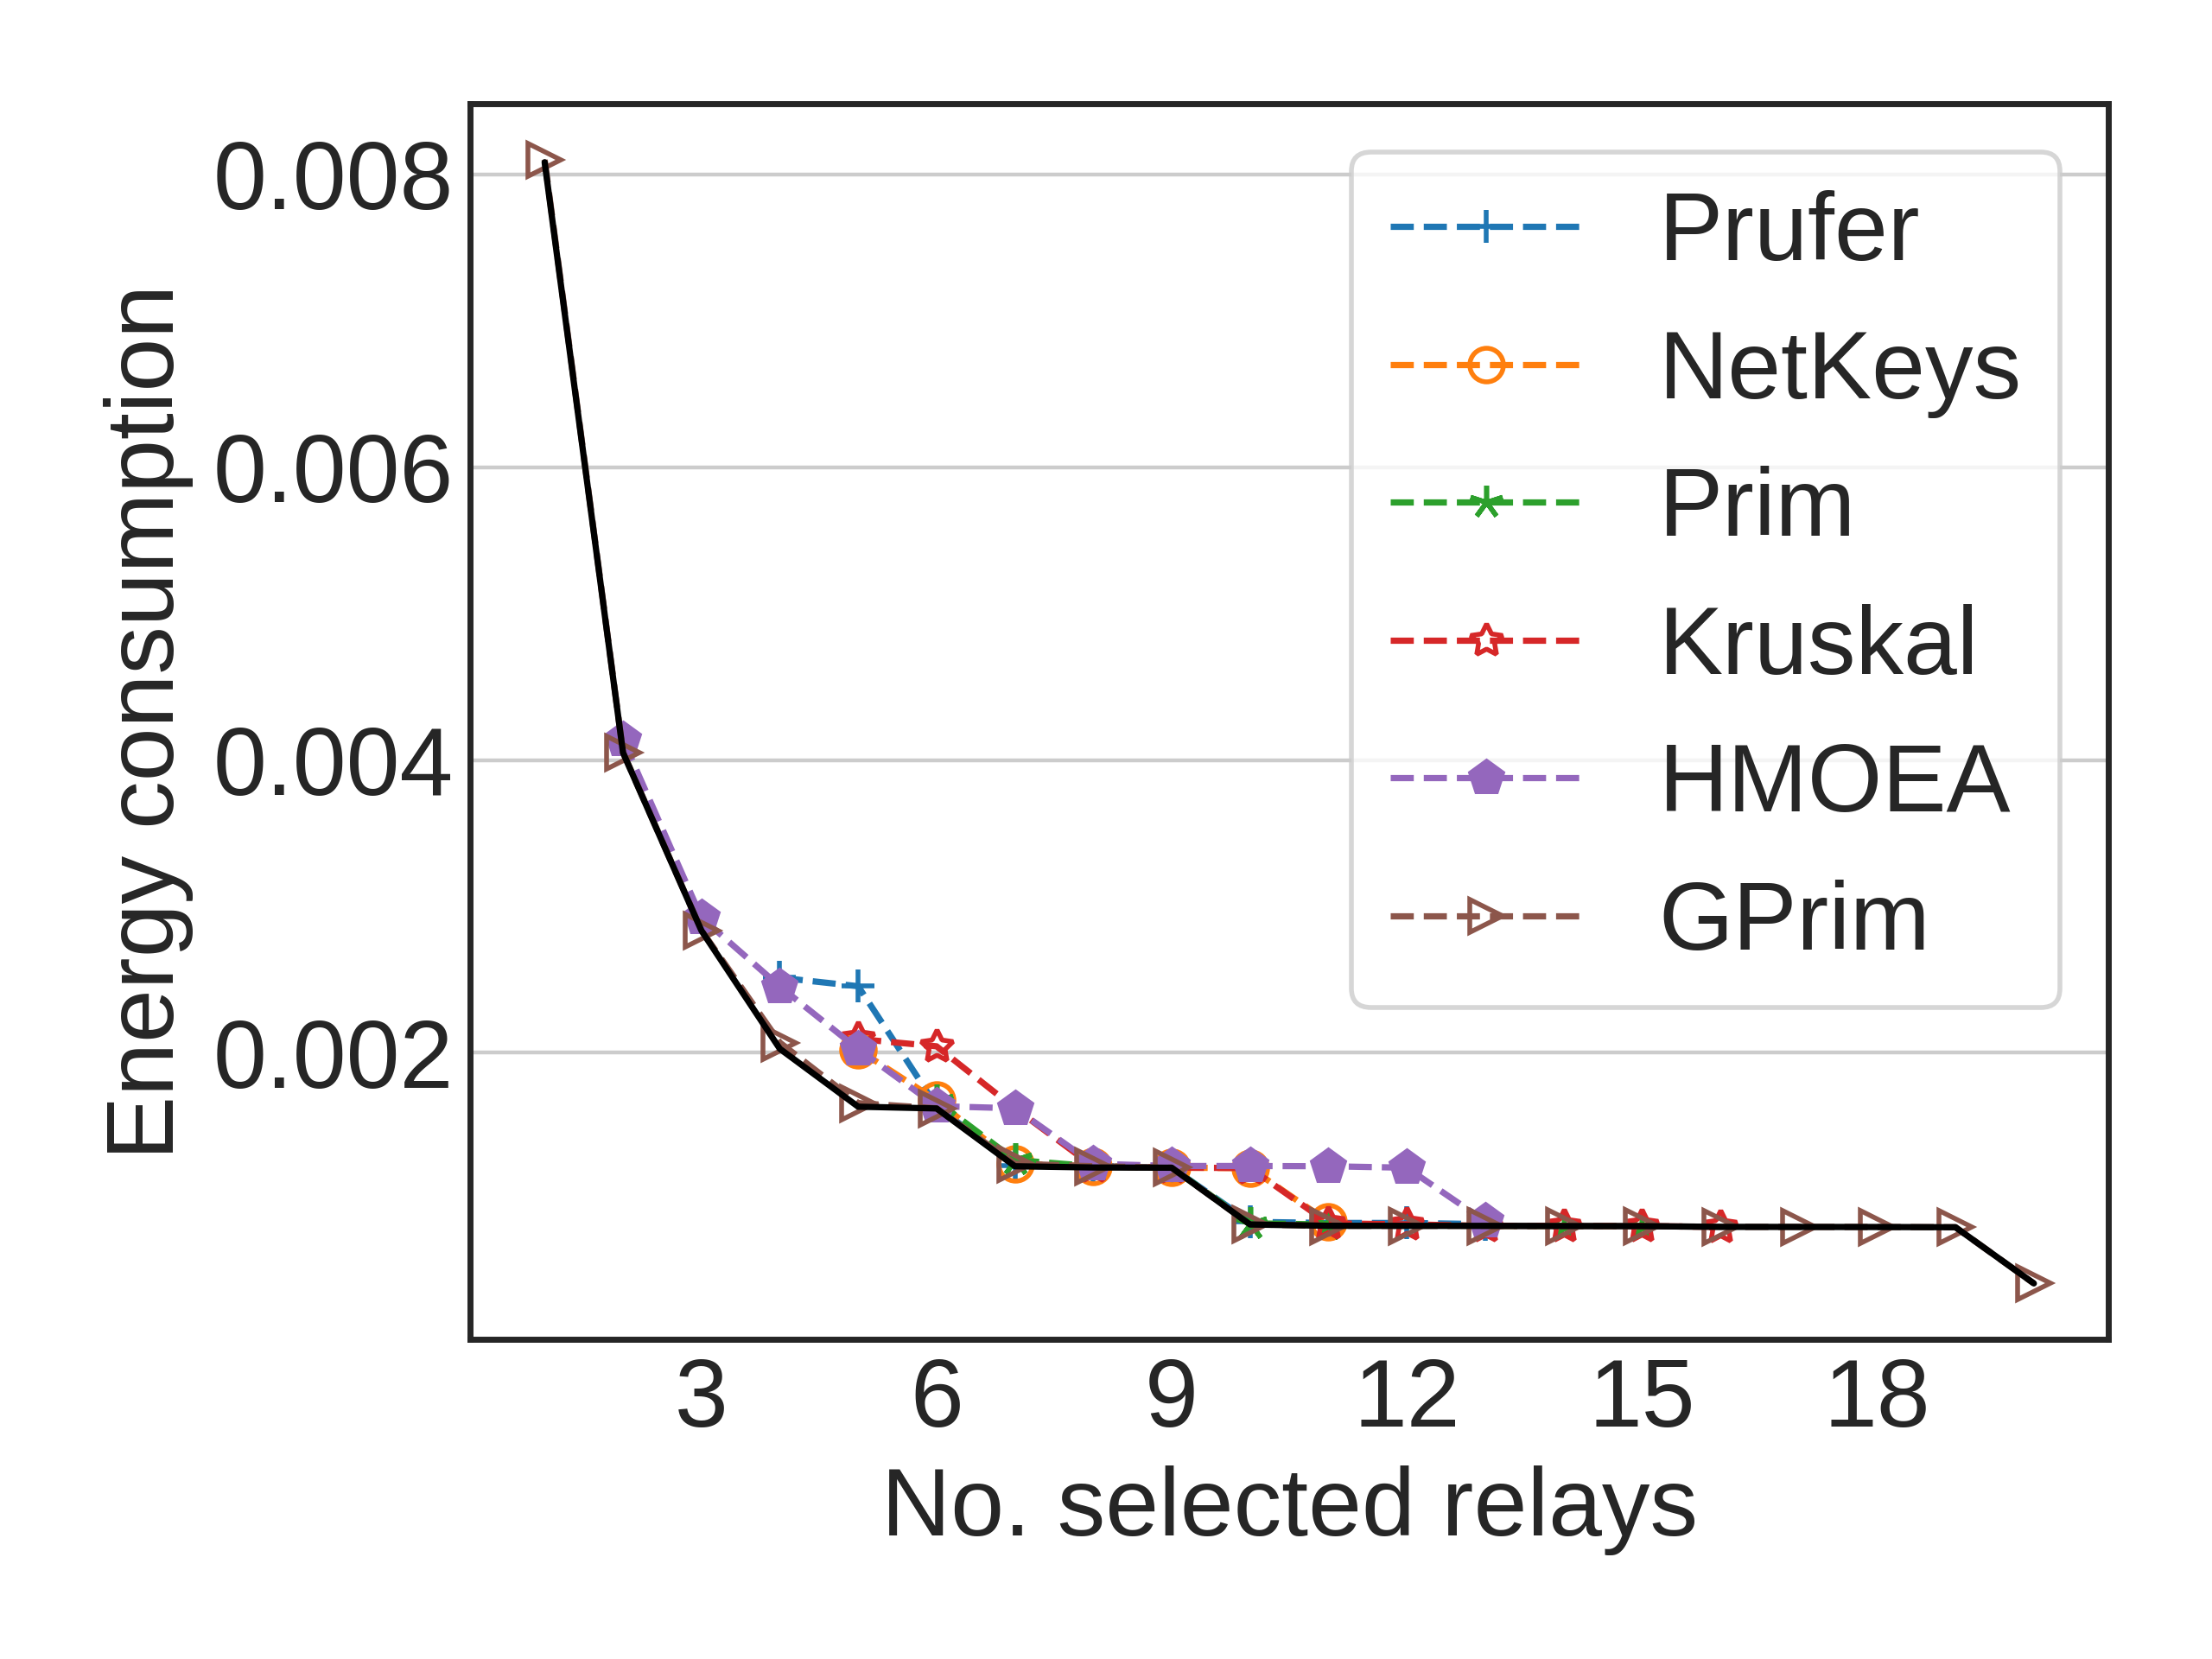 Energy consumption
0.008
0.006
0.004
0.002
3 6 9 12 15 18
No. selected relays
Prufer
NetKeys
Prim
Kruskal
HMOEA
GPrim